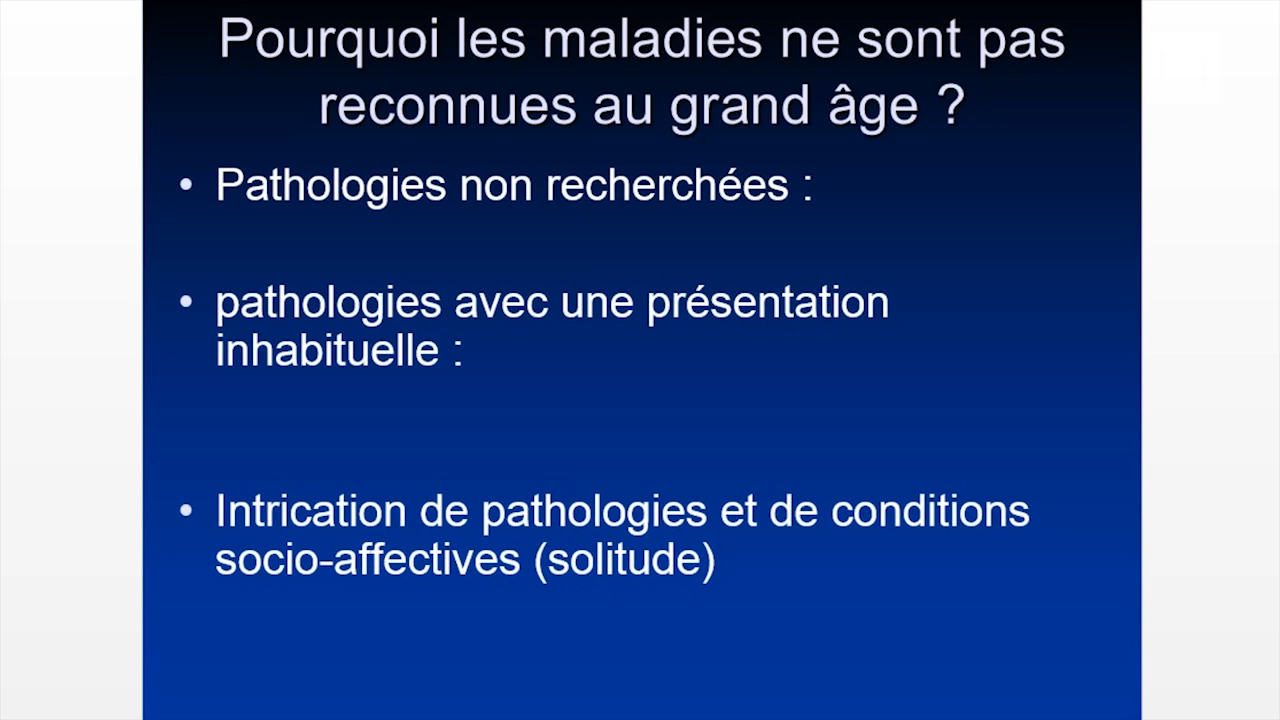 Pourquoi les maladies ne sont pas
reconnues au grand âge ?
• Pathologies non recherchées :
• pathologies avec une présentation
inhabituelle :
• Intrication de pathologies et de conditions
socio-affectives (solitude)